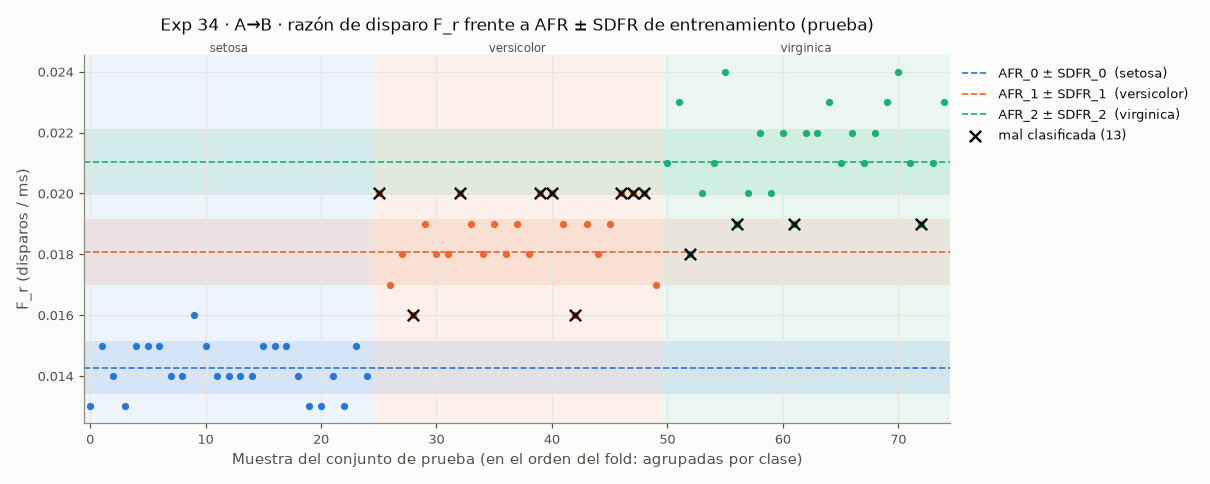 Exp 34 · A→B · razón de disparo F_r frente a AFR ± SDFR de entrenamiento (prueba)
setosa
versicolor
virginica
F_r (disparos / ms)
0.024
0.022
0.020
0.018
0.016
0.014
0
10
20
30
40
50
60
70
Muestra del conjunto de prueba (en el orden del fold: agrupadas por clase)
AFR_0 ± SDFR_0 (setosa)
AFR_1 ± SDFR_1 (versicolor)
AFR_2 ± SDFR_2 (virginica)
mal clasificada (13)